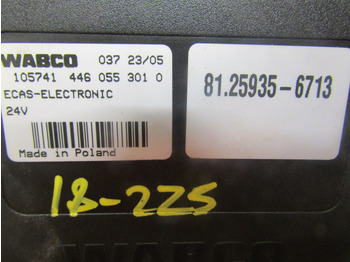 WABCO 037 23/05
105741 446 055 301 0
ECAS-ELECTRONIC
24V
Made in Poland
81.25935-6713
18-225
WABCO